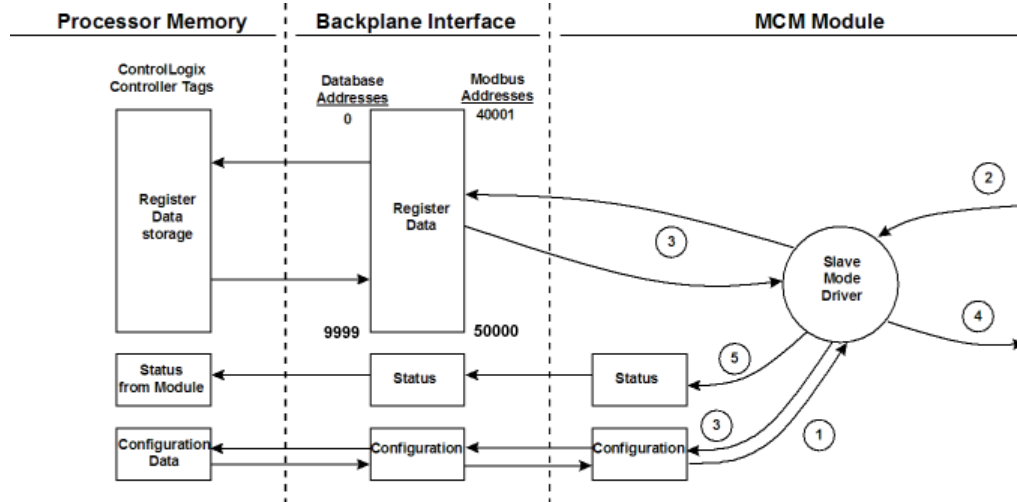 Processor Memory
Backplane Interface
MCM Module
ControlLogix
Controller Tags
Database
Addresses
0
Modbus
Addresses
40001
Register
Data
storage
Register
Data
2
3
Slave
Mode
Driver
4
9999
50000
Status
from Module
Status
Status
5
Configuration
Data
Configuration
Configuration
3
1